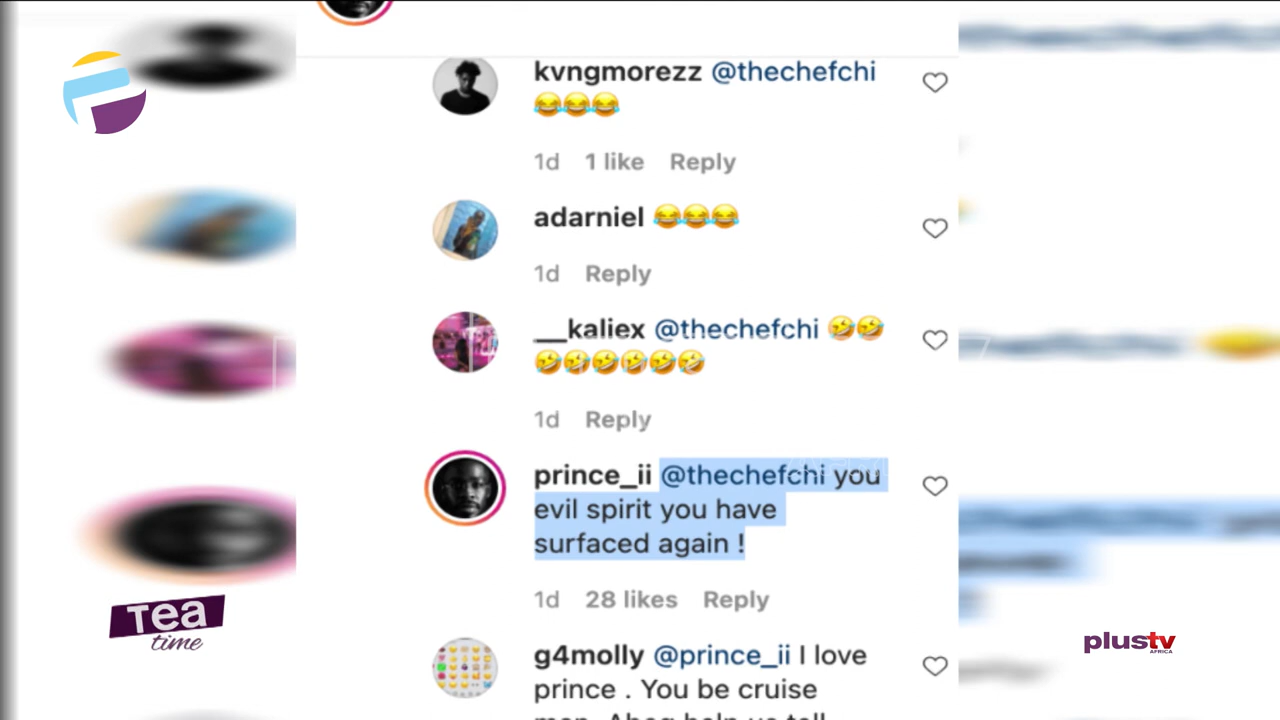 kvngmorezz @thechefchi
😂😂😂
1d 1 like Reply
adarniel 😂😂😂
1d Reply
__kaliex @thechefchi 🤣🤣
🤣🤣🤣🤣🤣🤣
1d Reply
prince_ii @thechefchi you
evil spirit you have
surfaced again !
1d 28 likes Reply
g4molly @prince_ii I love
prince . You be cruise
Tea
time
plustv
AFRICA